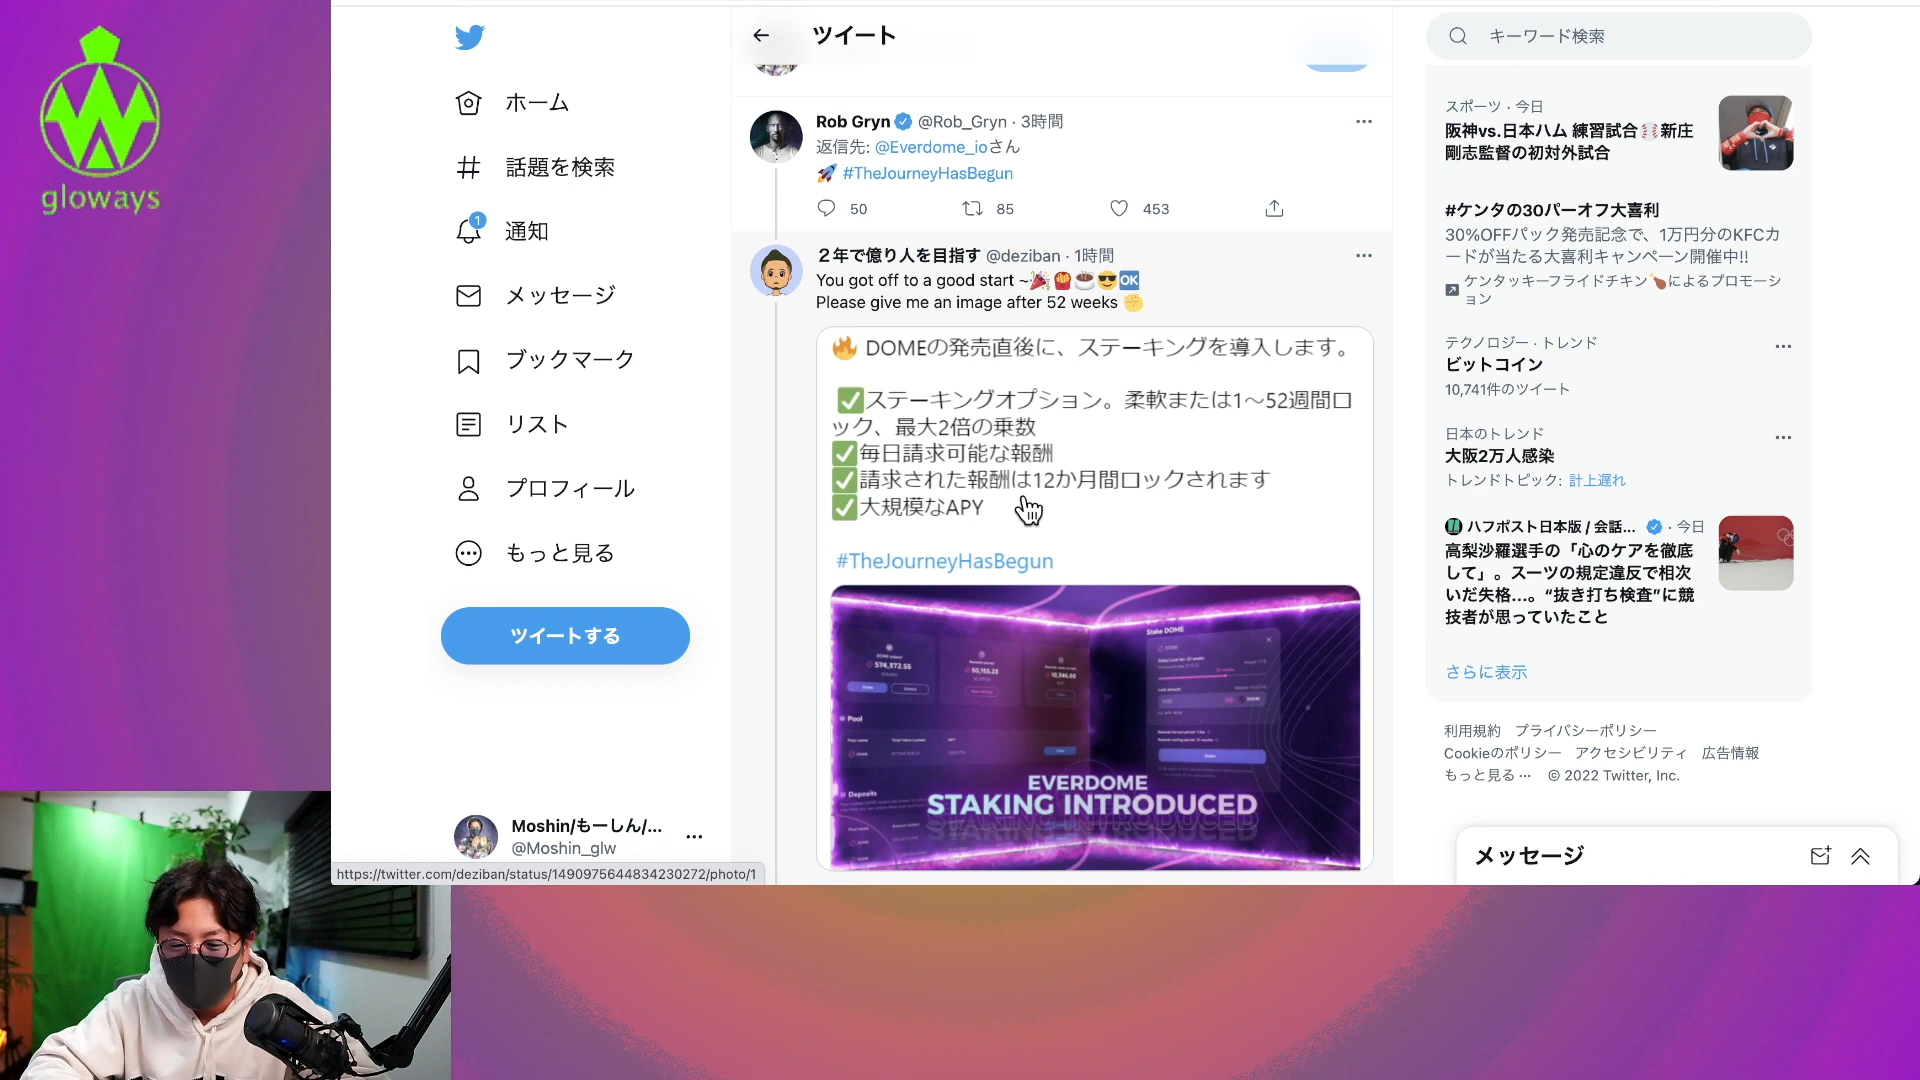 gloways
ホーム
話題を検索
1
通知
メッセージ
ブックマーク
リスト
プロフィール
もっと見る
ツイートする
Moshin/もーしん/...
@Moshin_glw
https://twitter.com/deziban/status/1490975644834230272/photo/1
ツイート
Rob Gryn @Rob_Gryn · 3時間
返信先: @Everdome_ioさん
🚀 #TheJourneyHasBegun
50 85 453
２年で億り人を目指す @deziban · 1時間
You got off to a good start ~🎉🍟☕😎🆗
Please give me an image after 52 weeks ✊
🔥 DOMEの発売直後に、ステーキングを導入します。
✅ステーキングオプション。柔軟または1〜52週間ロ
ック、最大2倍の乗数
✅毎日請求可能な報酬
✅請求された報酬は12か月間ロックされます
✅大規模なAPY
#TheJourneyHasBegun
Stake DOME
574,372.55
50,155.23
10,346.00
Pool
Deposits
EVERDOME
STAKING INTRODUCED
キーワード検索
スポーツ · 今日
阪神vs.日本ハム 練習試合⚾新庄
剛志監督の初対外試合
#ケンタの30パーオフ大喜利
30%OFFパック発売記念で、1万円分のKFCカ
ードが当たる大喜利キャンペーン開催中!!
ケンタッキーフライドチキン🍗によるプロモーシ
ョン
テクノロジー · トレンド
ビットコイン
10,741件のツイート
日本のトレンド
大阪2万人感染
トレンドトピック: 計上遅れ
ハフポスト日本版 / 会話... · 今日
高梨沙羅選手の「心のケアを徹底
して」。スーツの規定違反で相次
いだ失格…。“抜き打ち検査”に競
技者が思っていたこと
さらに表示
利用規約 プライバシーポリシー
Cookieのポリシー アクセシビリティ 広告情報
もっと見る ··· © 2022 Twitter, Inc.
メッセージ